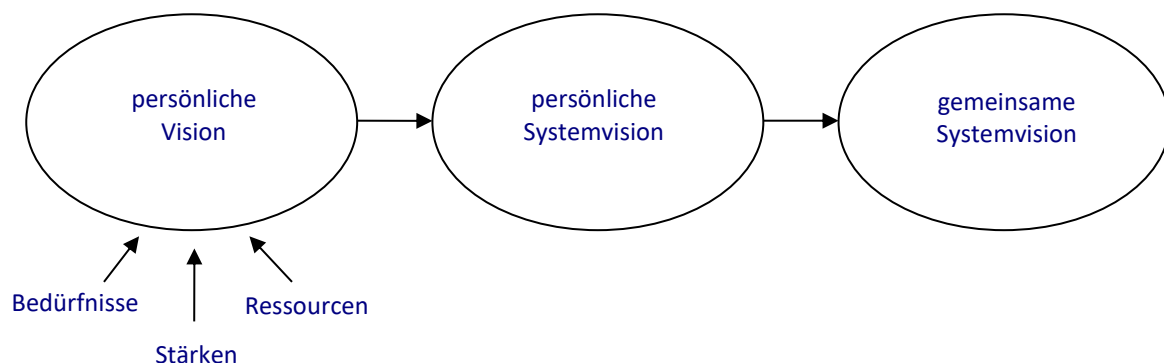 persönliche
Vision
persönliche
Systemvision
gemeinsame
Systemvision
Bedürfnisse
Ressourcen
Stärken